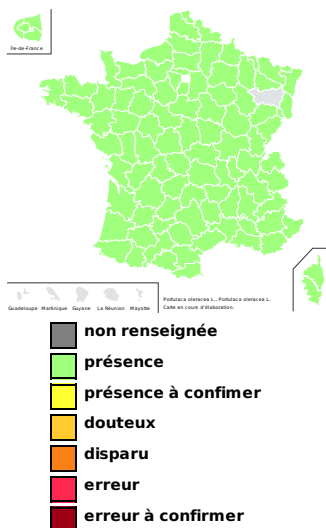 Île-de-France
Guadeloupe Martinique Guyane La Réunion Mayotte
Portulaca oleracea L., Portulaca oleracea L.
Carte en cours d'élaboration.
non renseignée
présence
présence à confimer
douteux
disparu
erreur
erreur à confirmer